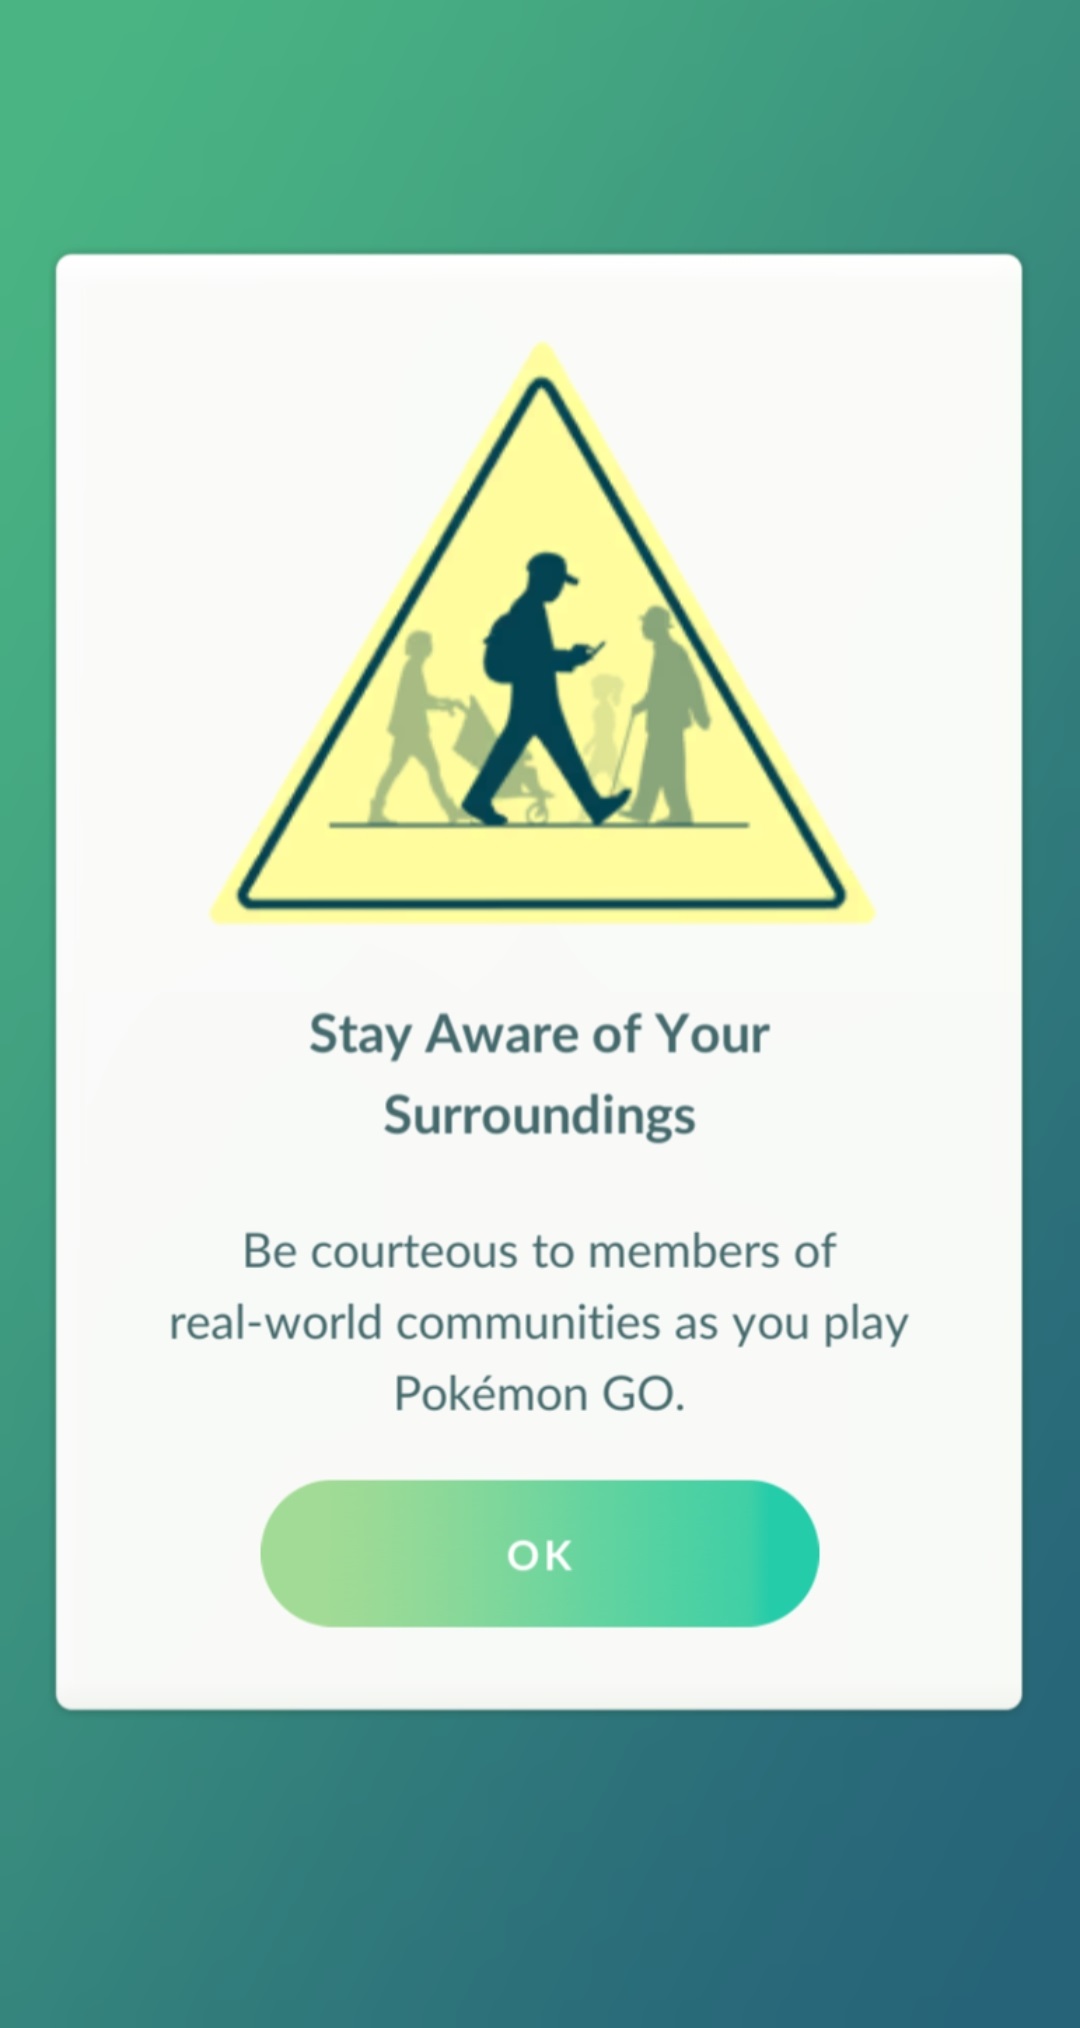 Stay Aware of Your
Surroundings
Be courteous to members of
real-world communities as you play
Pokémon GO.
OK